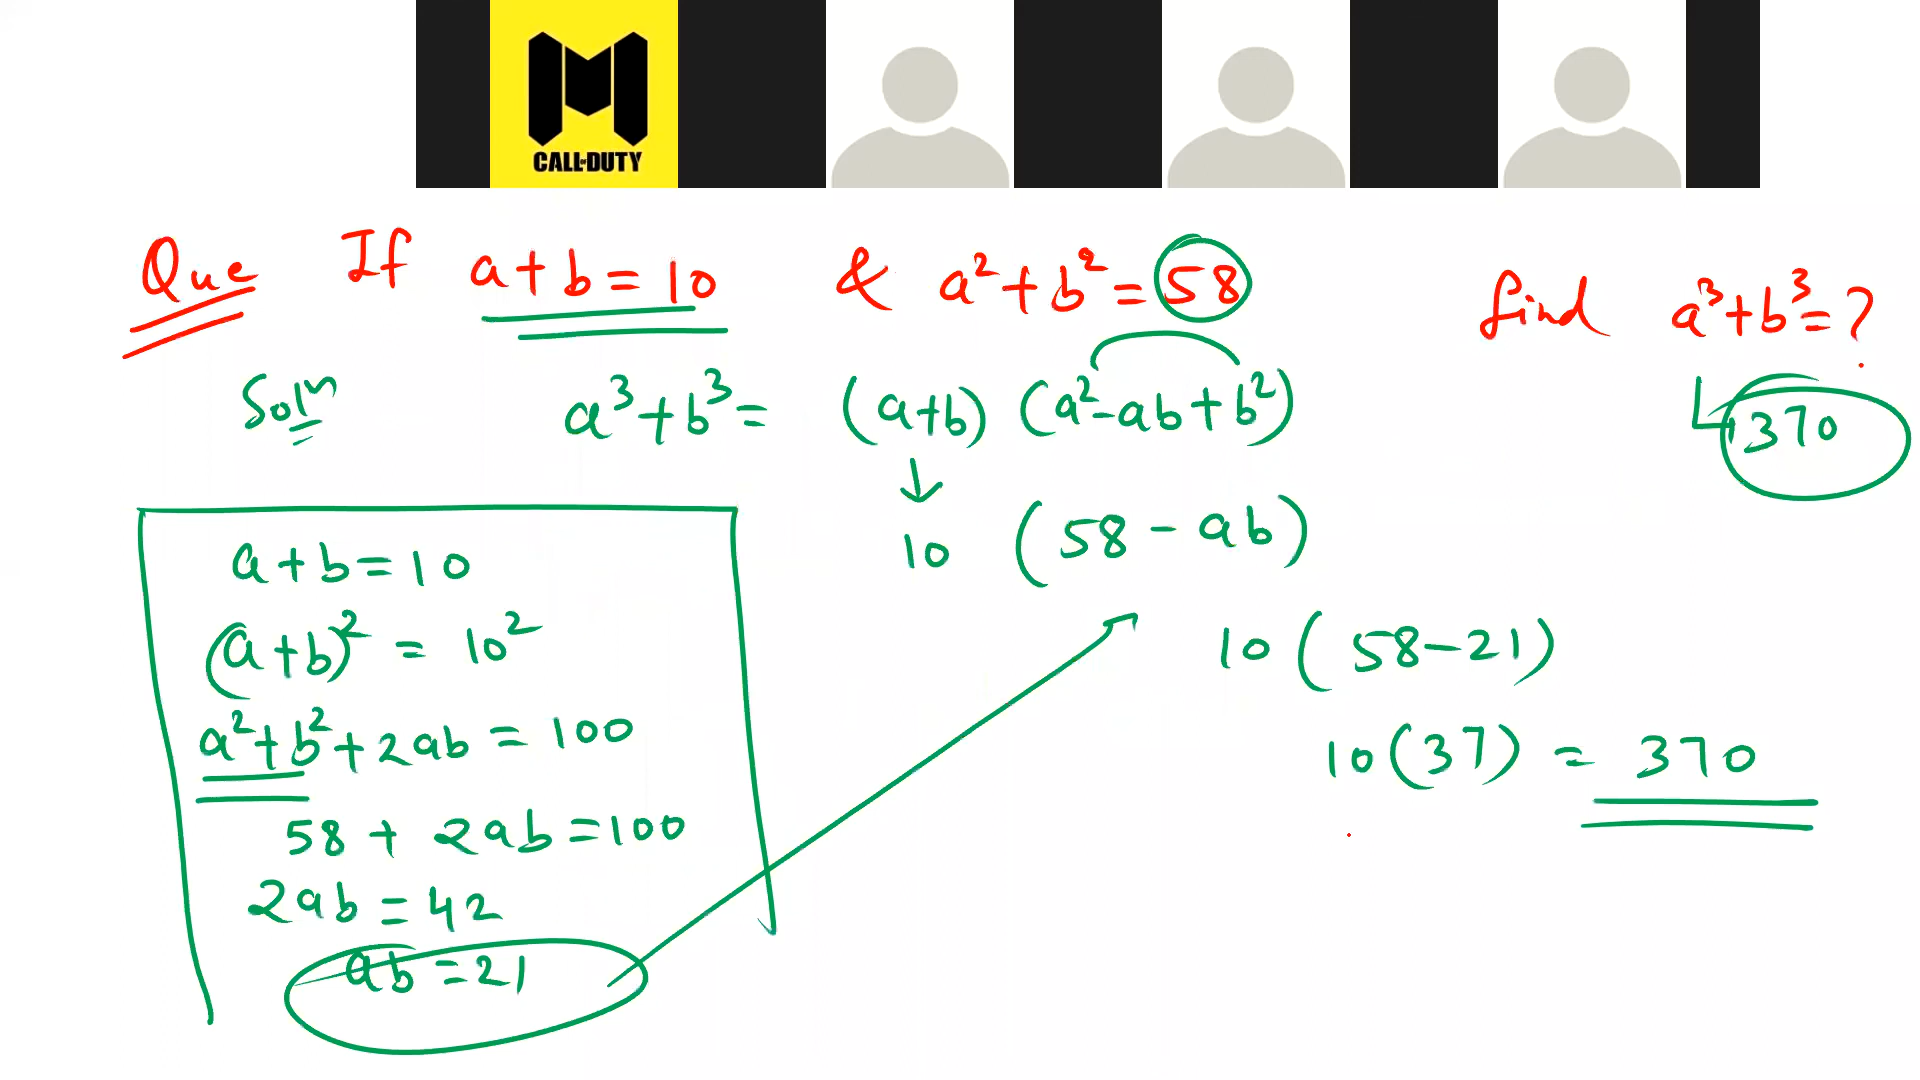 CALL OF DUTY
Que If a+b=10 & a²+b²=58 find a³+b³=?
370
Solⁿ a³+b³= (a+b) (a²-ab+b²)
10 (58-ab)
10(58-21)
10(37) = 370
a+b=10
(a+b)² = 10²
a²+b²+2ab = 100
58 + 2ab=100
2ab=42
ab=21